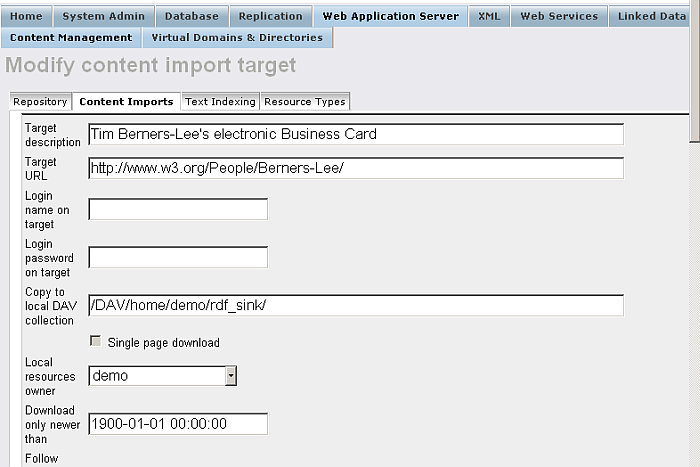 Home System Admin Database Replication Web Application Server XML Web Services Linked Data
Content Management Virtual Domains & Directories
Modify content import target
Repository Content Imports Text Indexing Resource Types
Target
description
Tim Berners-Lee's electronic Business Card
Target
URL
http://www.w3.org/People/Berners-Lee/
Login
name on
target
Login
password
on target
Copy to
local DAV
collection
/DAV/home/demo/rdf_sink/
Single page download
Local
resources
owner
demo
Download
only newer
than
1900-01-01 00:00:00
Follow